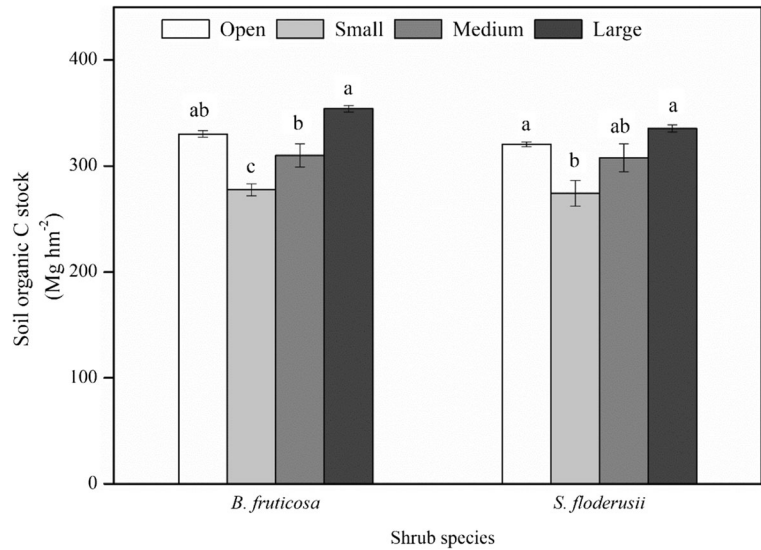 Open Small Medium Large
400
300
200
100
0
Soil organic C stock
(Mg hm⁻²)
ab
c
b
a
a
b
ab
a
B. fruticosa S. floderusii
Shrub species